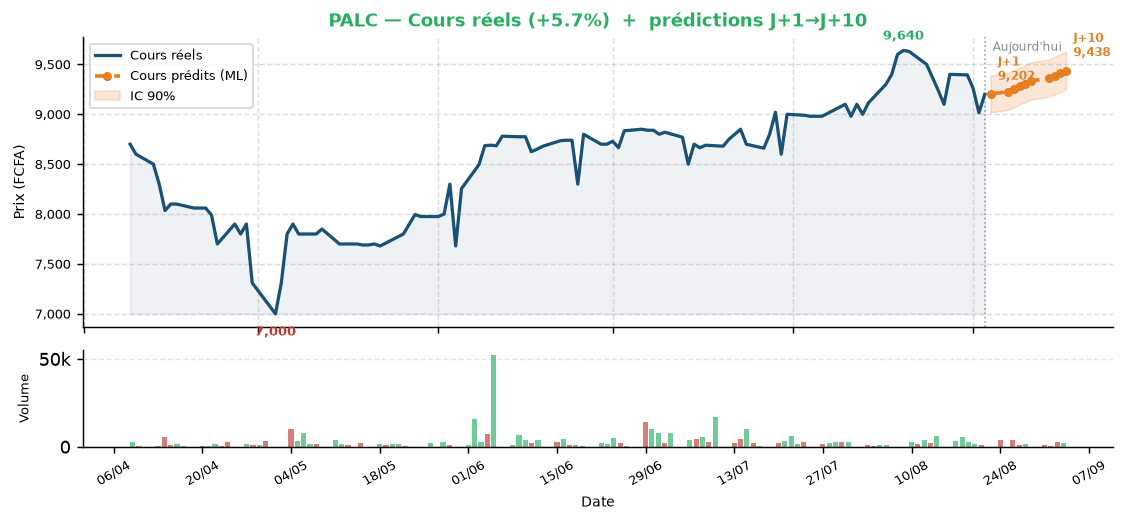 PALC — Cours réels (+5.7%)  +  prédictions J+1→J+10
Cours réels
Cours prédits (ML)
IC 90%
9,640
Aujourd'hui
J+1
9,202
J+10
9,438
7,000
Prix (FCFA)
9,500
9,000
8,500
8,000
7,500
7,000
Volume
50k
0
06/04
20/04
04/05
18/05
01/06
15/06
29/06
13/07
27/07
10/08
24/08
07/09
Date